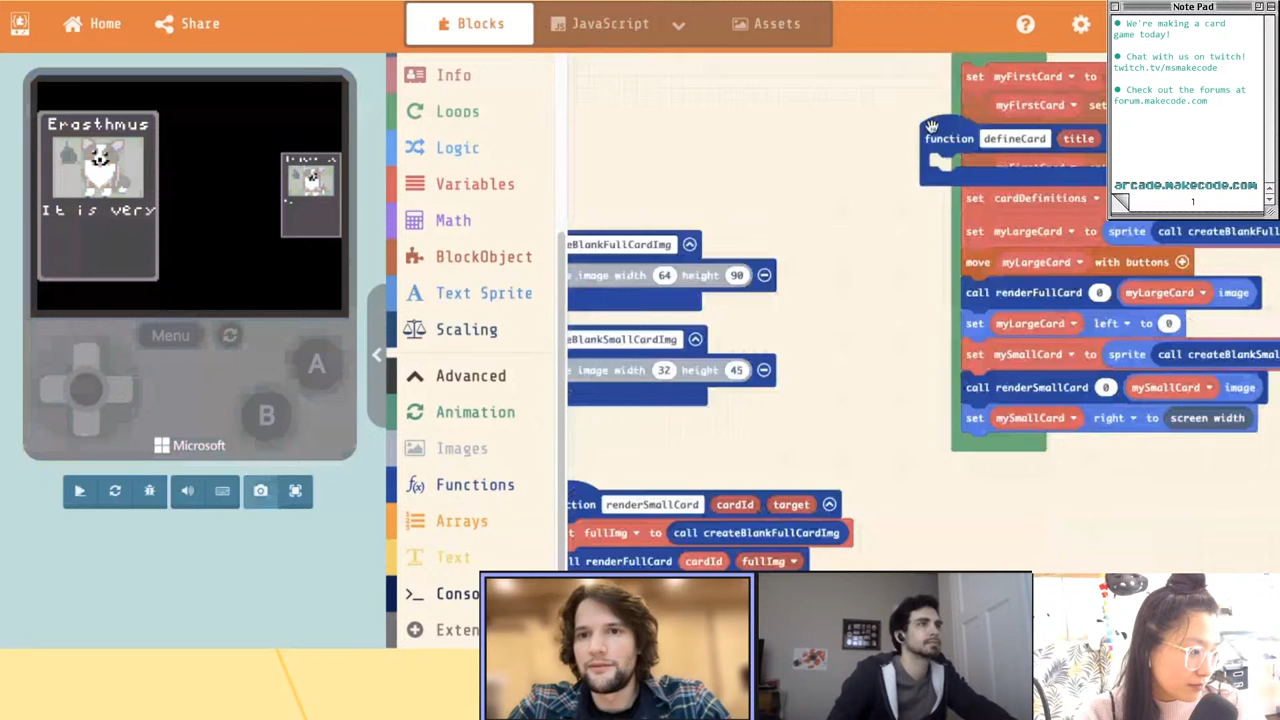 Home
Share
Blocks
JavaScript
Assets
Note Pad
We're making a card
game today!
Chat with us on twitch!
twitch.tv/msmakecode
Check out the forums at
forum.makecode.com
arcade.makecode.com
1
Erasthmus
It is very
Menu
A
B
Microsoft
Info
Loops
Logic
Variables
Math
BlockObject
Text Sprite
Scaling
Advanced
Animation
Images
Functions
Arrays
Text
Conso
Exten
eBlankFullCardImg
e image width 64 height 90
eBlankSmallCardImg
e image width 32 height 45
ction renderSmallCard cardId target
t fullImg to call createBlankFullCardImg
ll renderFullCard cardId fullImg
set myFirstCard to
myFirstCard set
function defineCard title
set cardDefinitions
set myLargeCard to sprite call createBlankFull
move myLargeCard with buttons
call renderFullCard 0 myLargeCard image
set myLargeCard left to 0
set mySmallCard to sprite call createBlankSmal
call renderSmallCard 0 mySmallCard image
set mySmallCard right to screen width